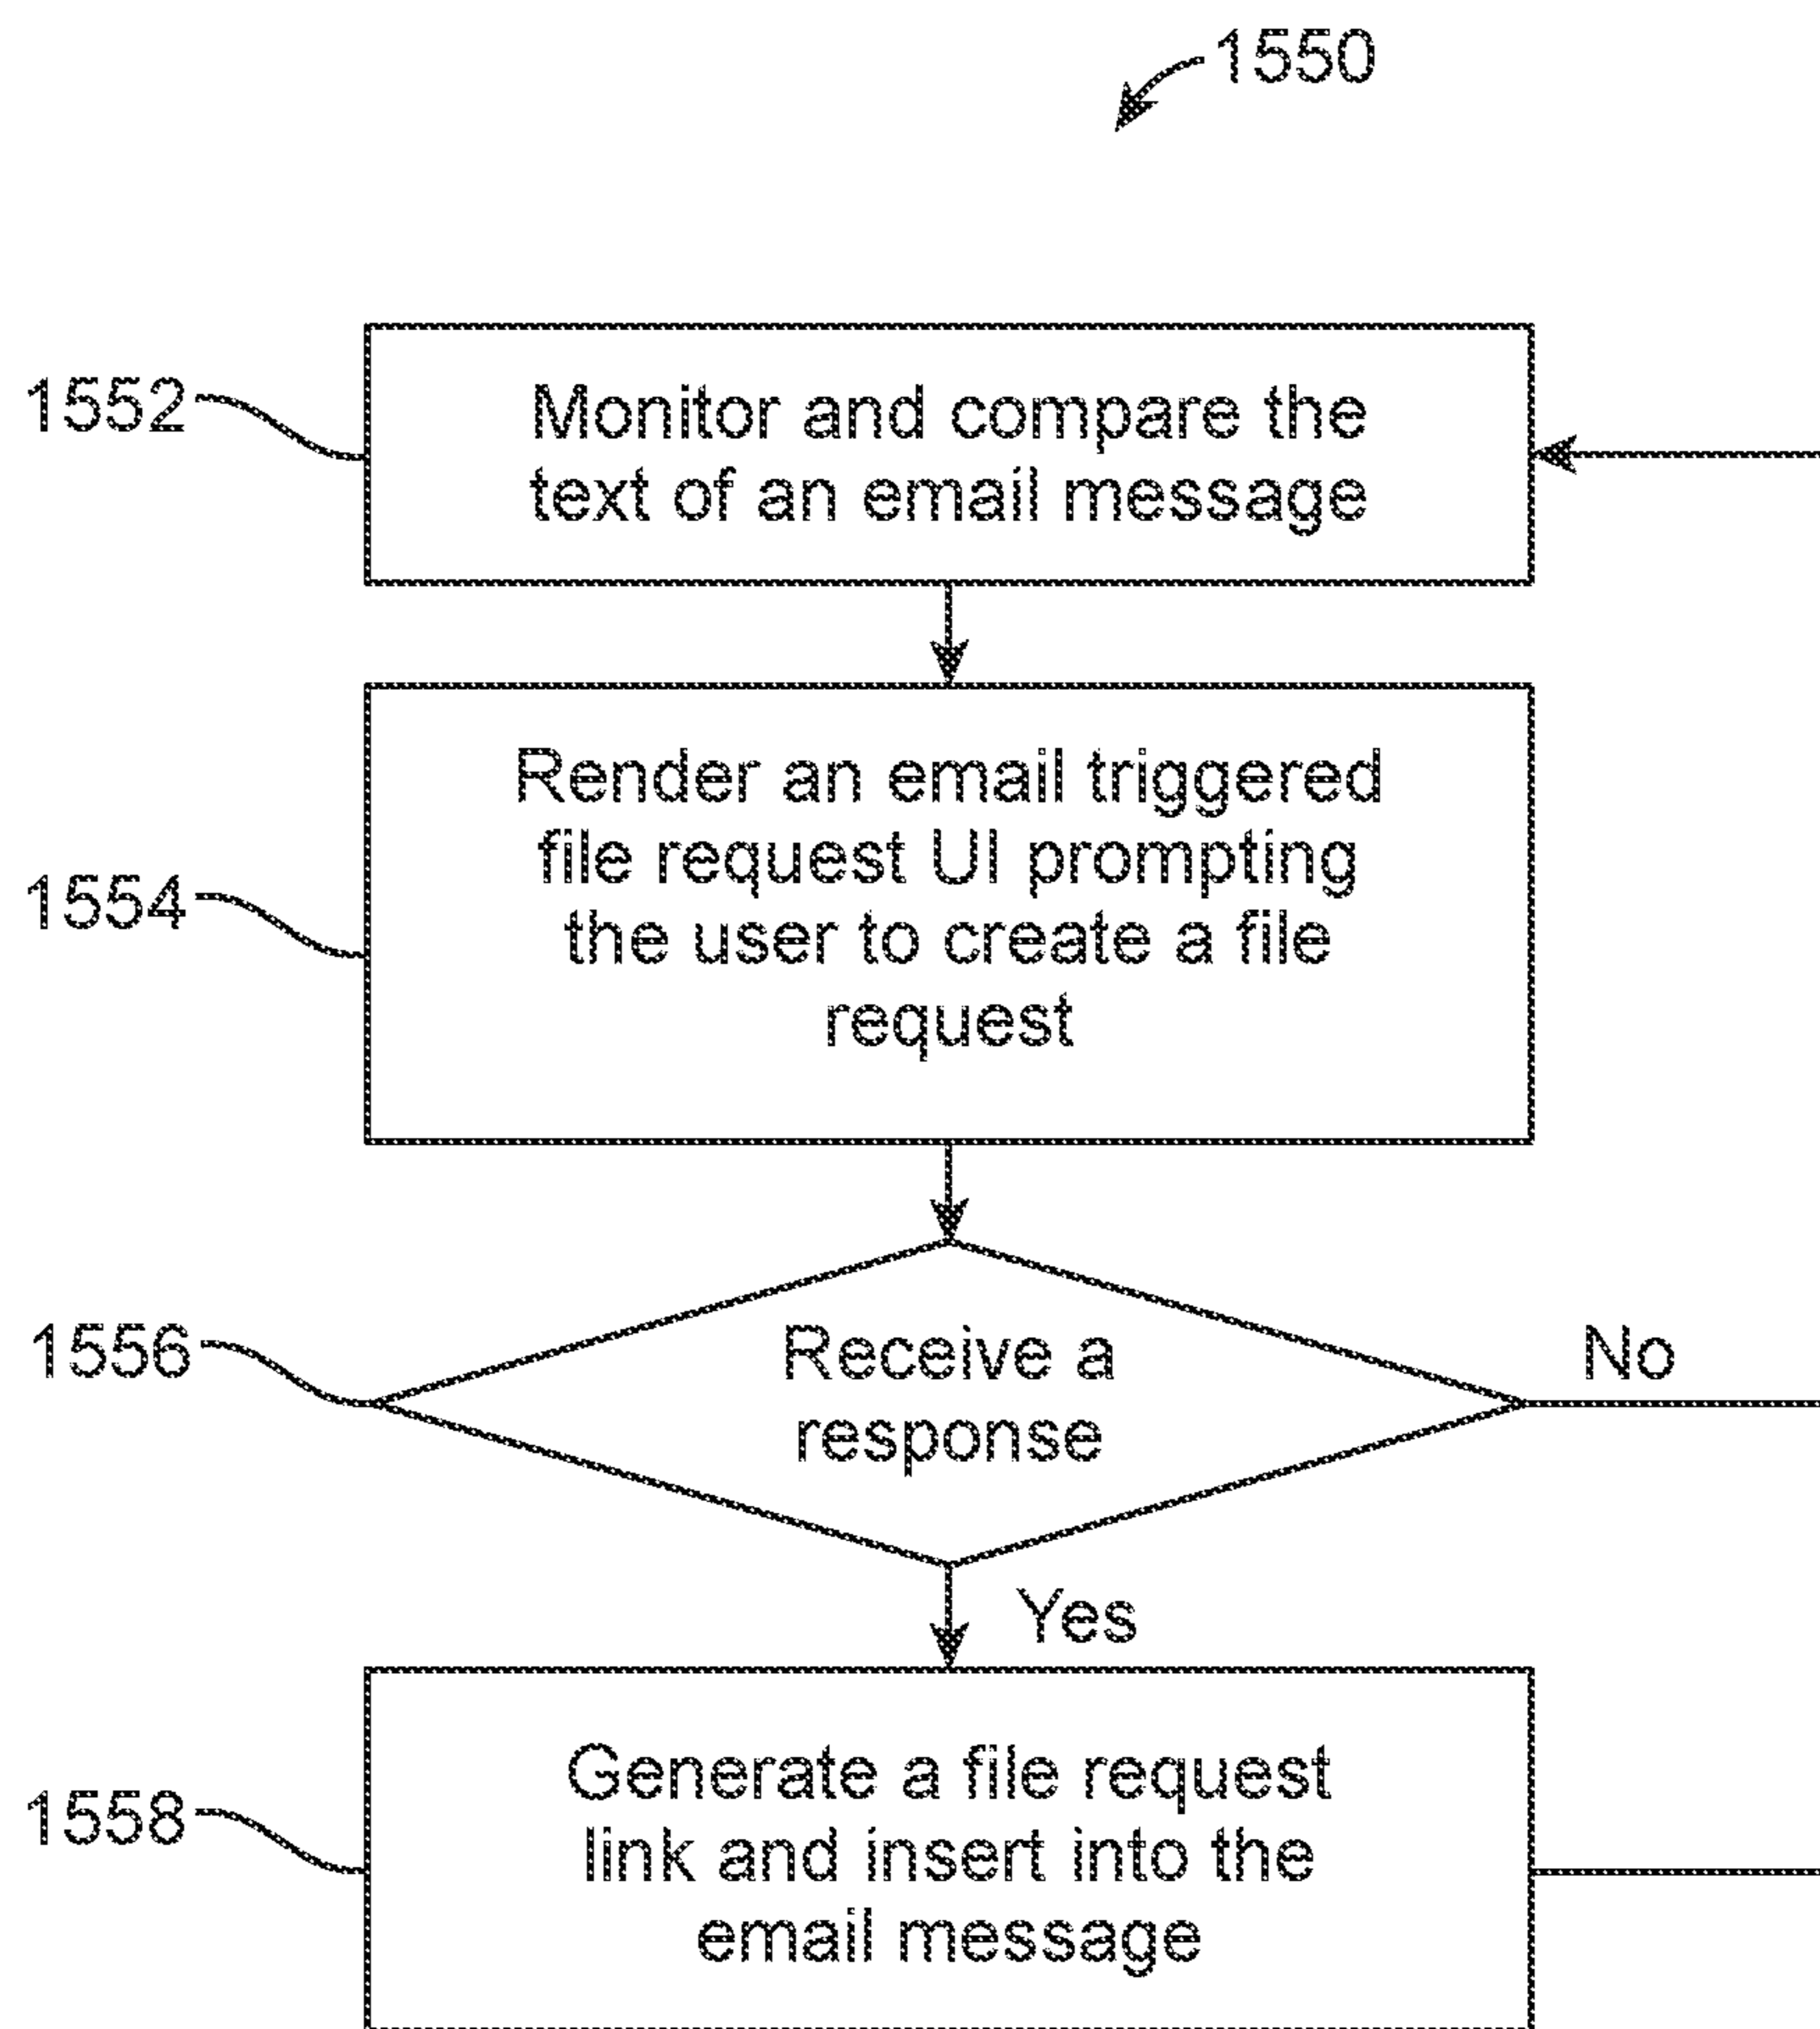 1550
1552
Monitor and compare the
text of an email message
1554
Render an email triggered
file request UI prompting
the user to create a file
request
1556
Receive a
response
No
Yes
1558
Generate a file request
link and insert into the
email message